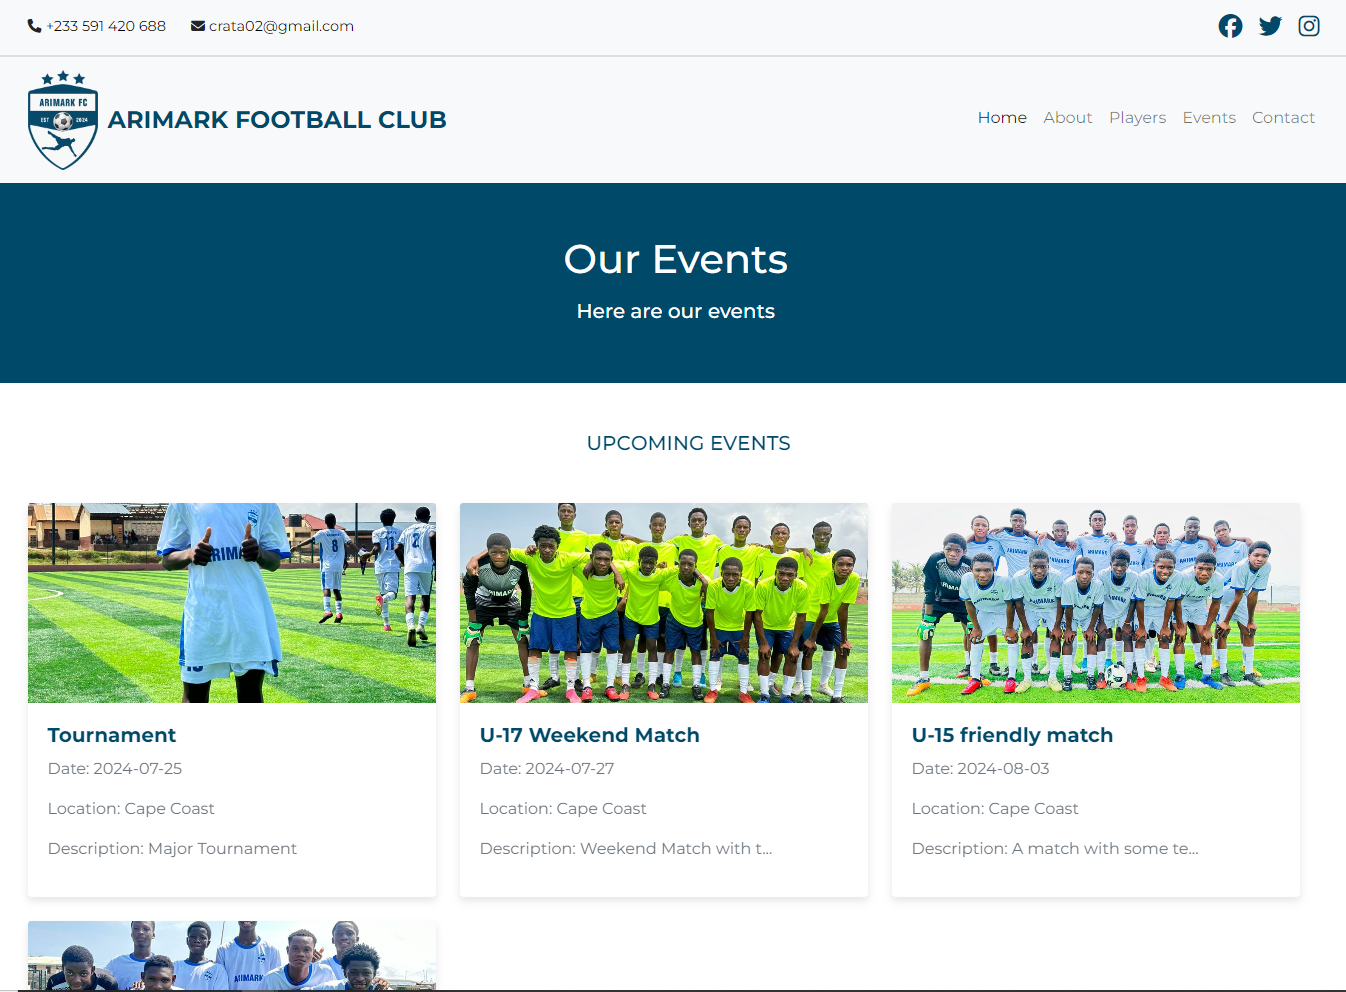 +233 591 420 688 crata02@gmail.com
ARIMARK FC
EST 2024
ARIMARK FOOTBALL CLUB
Home About Players Events Contact
Our Events
Here are our events
UPCOMING EVENTS
ARIMA
8
Tournament
Date: 2024-07-25
Location: Cape Coast
Description: Major Tournament
U-17 Weekend Match
Date: 2024-07-27
Location: Cape Coast
Description: Weekend Match with t...
U-15 friendly match
Date: 2024-08-03
Location: Cape Coast
Description: A match with some te...
ARIMARK